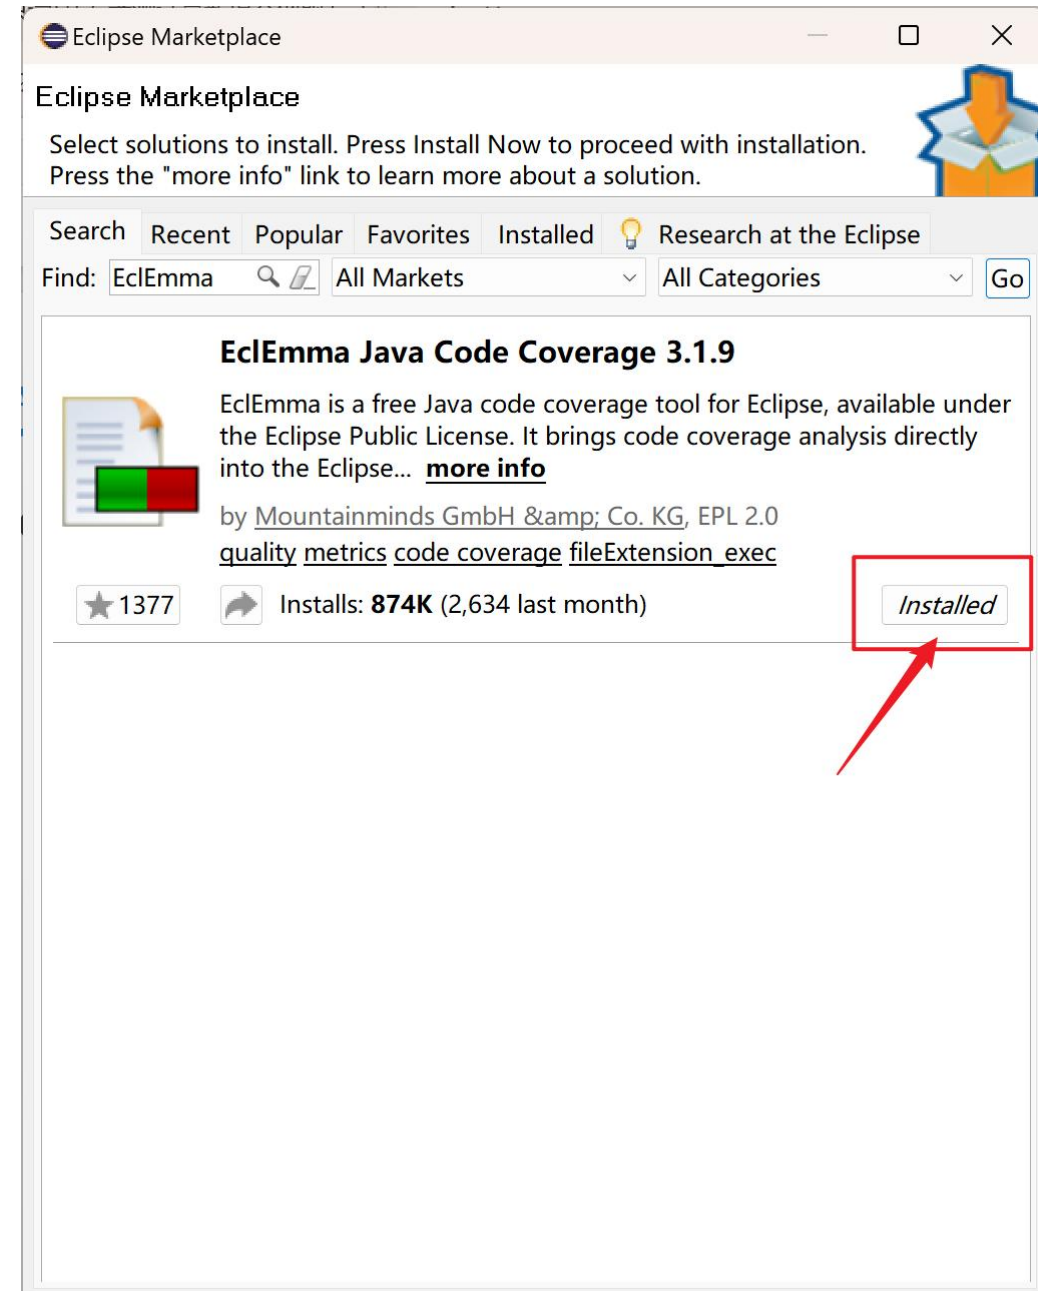 Eclipse Marketplace
Eclipse Marketplace
Select solutions to install. Press Install Now to proceed with installation.
Press the "more info" link to learn more about a solution.
Search Recent Popular Favorites Installed Research at the Eclipse
Find: EclEmma All Markets All Categories Go
EclEmma Java Code Coverage 3.1.9
EclEmma is a free Java code coverage tool for Eclipse, available under
the Eclipse Public License. It brings code coverage analysis directly
into the Eclipse... more info
by Mountainminds GmbH &amp; Co. KG, EPL 2.0
quality metrics code coverage fileExtension_exec
1377 Installs: 874K (2,634 last month) Installed